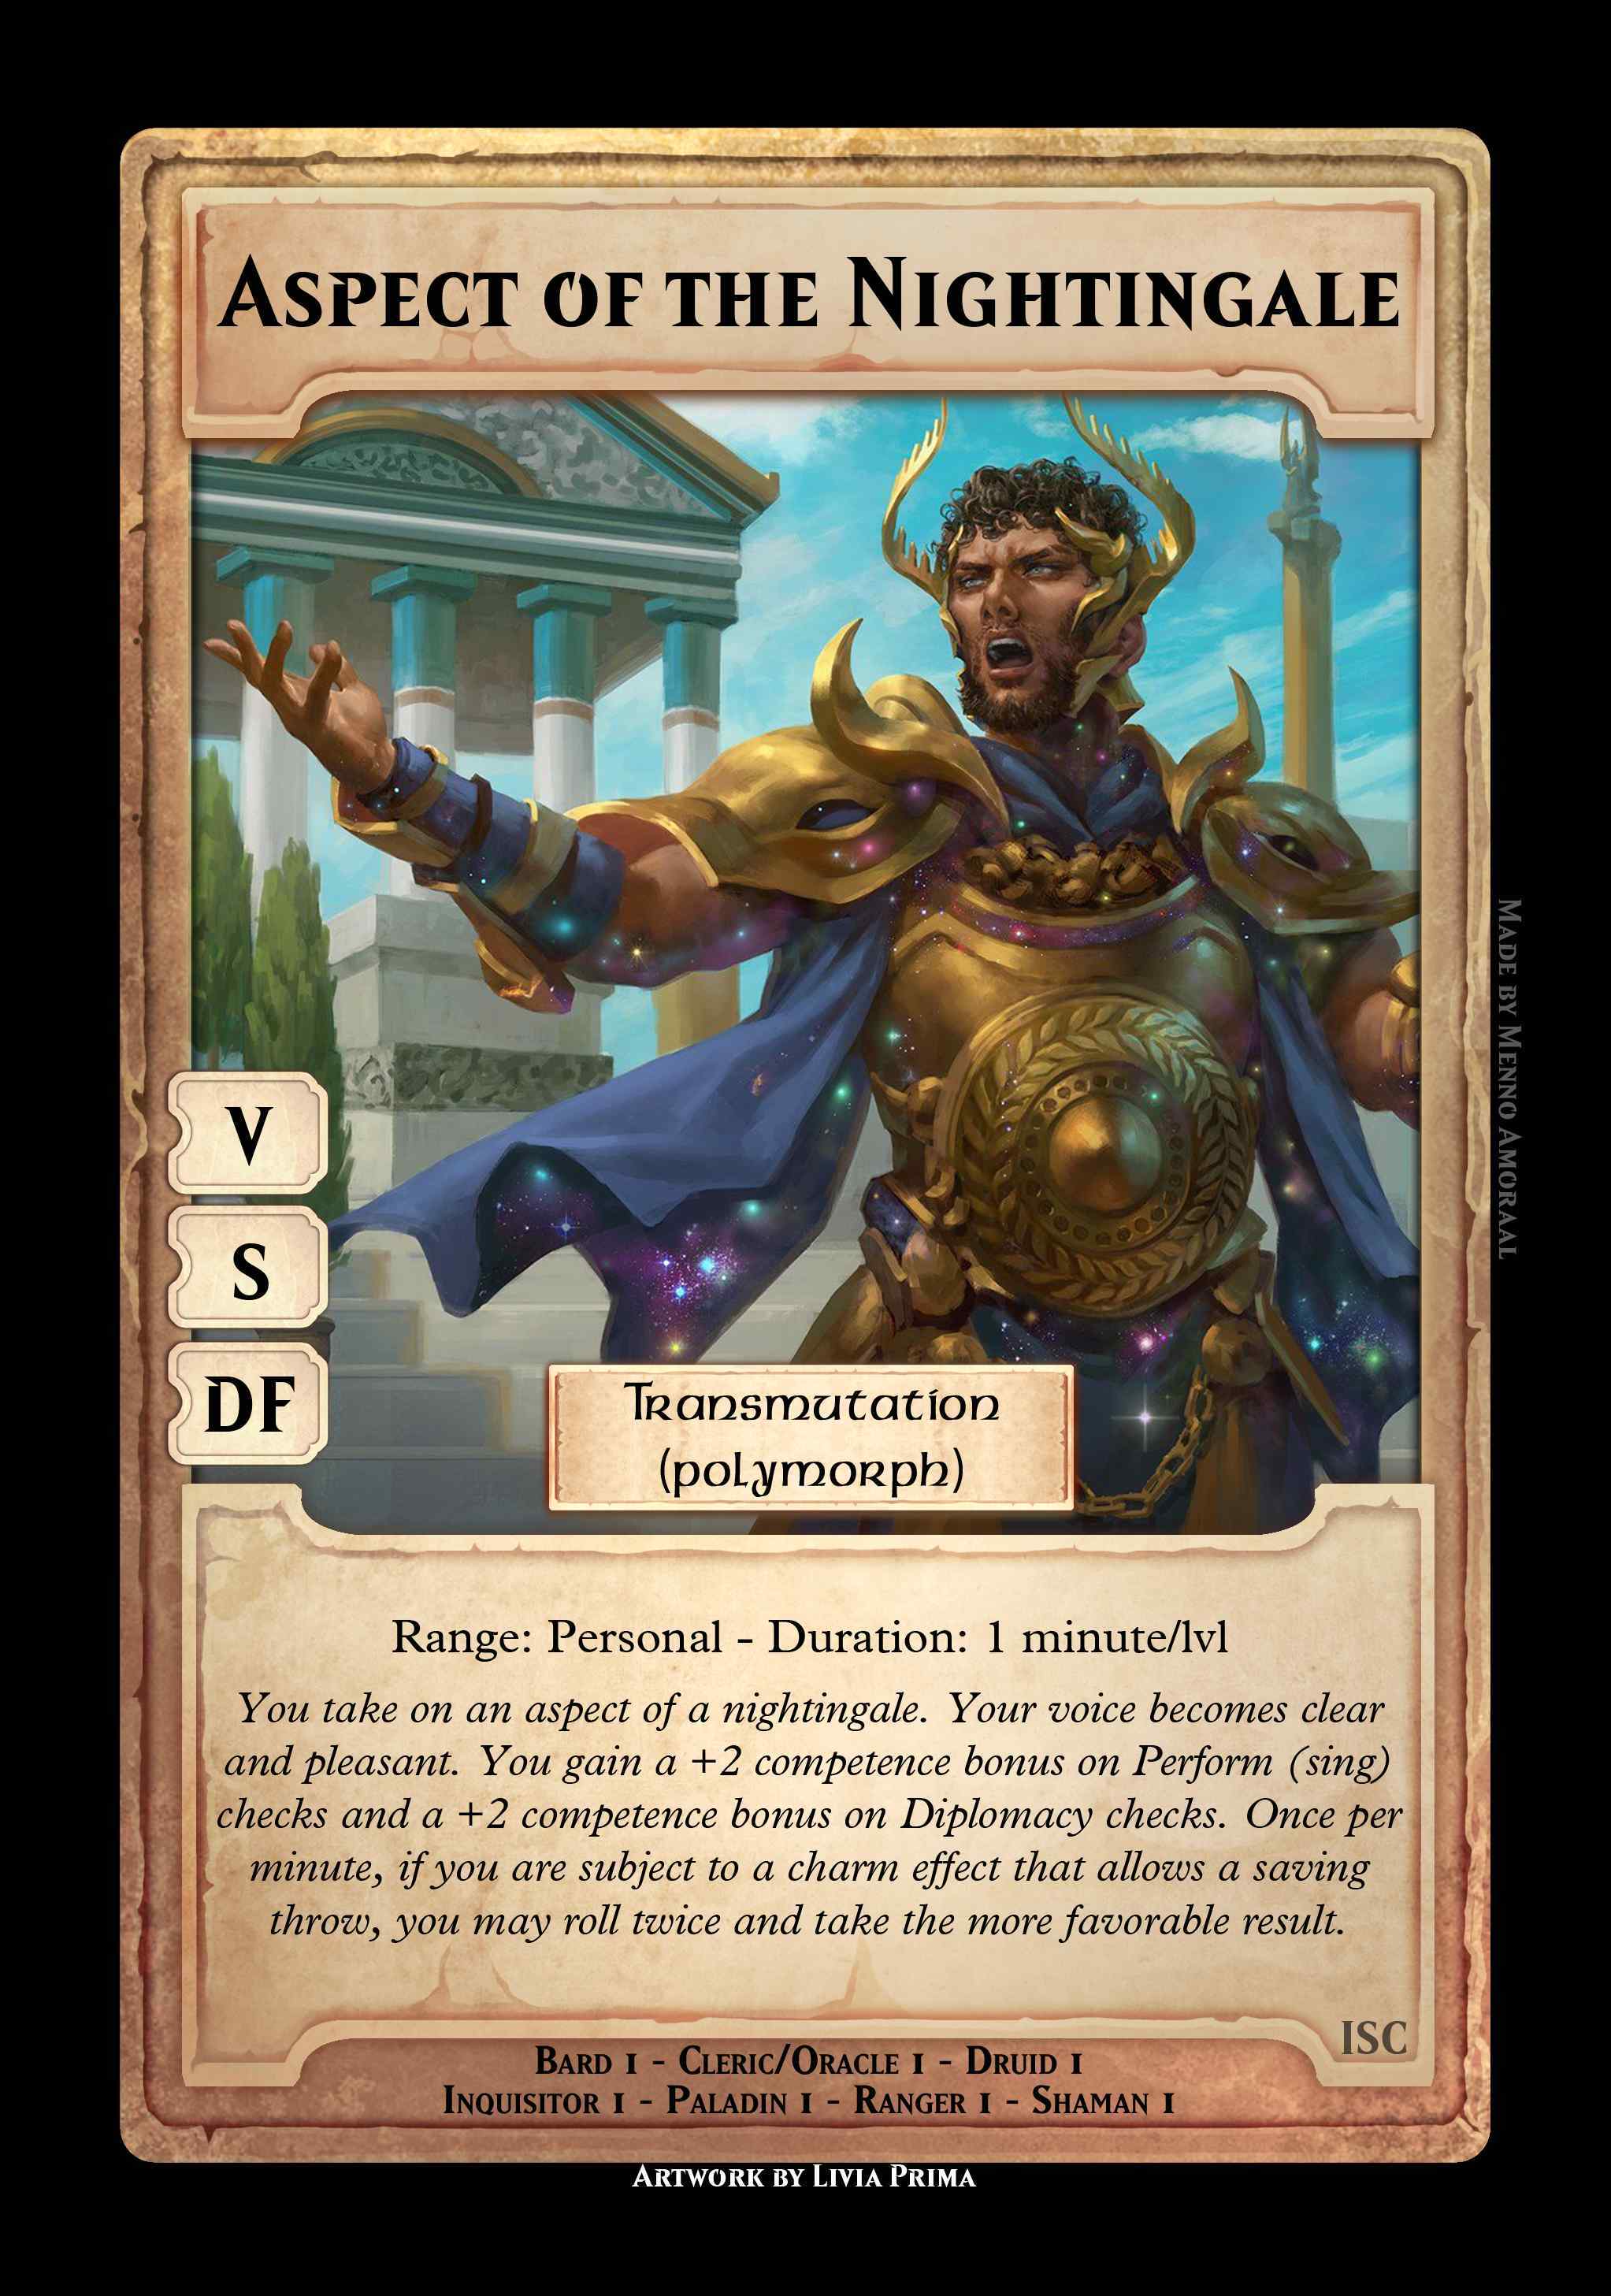 Aspect of the Nightingale
V
S
DF
Transmutation
(polymorph)
Range: Personal - Duration: 1 minute/lvl
You take on an aspect of a nightingale. Your voice becomes clear
and pleasant. You gain a +2 competence bonus on Perform (sing)
checks and a +2 competence bonus on Diplomacy checks. Once per
minute, if you are subject to a charm effect that allows a saving
throw, you may roll twice and take the more favorable result.
ISC
Bard 1 - Cleric/Oracle 1 - Druid 1
Inquisitor 1 - Paladin 1 - Ranger 1 - Shaman 1
Artwork by Livia Prima
Made by Menno Amoraal